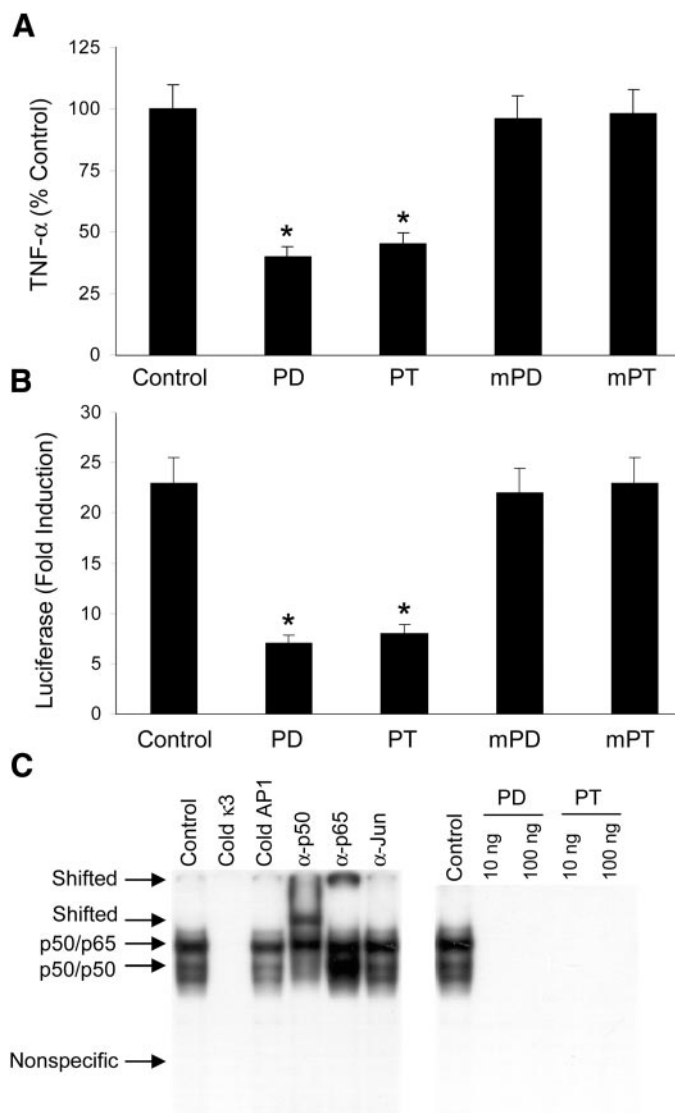 A
TNF-α (% Control)
125
100
75
50
25
0
* *
Control PD PT mPD mPT
B
Luciferase (Fold Induction)
30
25
20
15
10
5
0
* *
Control PD PT mPD mPT
C
Control
Cold κ3
Cold AP1
α-p50
α-p65
α-Jun
Control
PD PT
10 ng
100 ng
10 ng
100 ng
Shifted
Shifted
p50/p65
p50/p50
Nonspecific